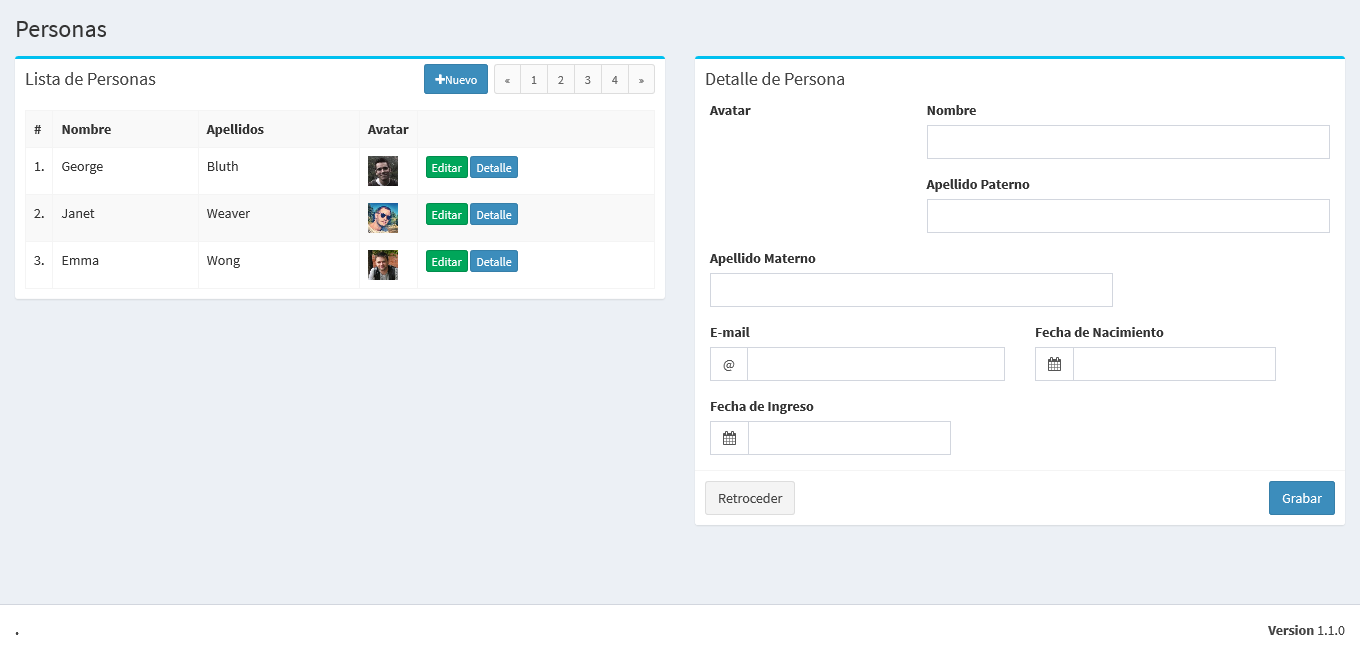 Personas
Lista de Personas
Nuevo « 1 2 3 4 »
# Nombre Apellidos Avatar
1. George Bluth Editar Detalle
2. Janet Weaver Editar Detalle
3. Emma Wong Editar Detalle
Detalle de Persona
Avatar
Nombre
Apellido Paterno
Apellido Materno
E-mail
@
Fecha de Nacimiento
Fecha de Ingreso
Retroceder Grabar
. Version 1.1.0